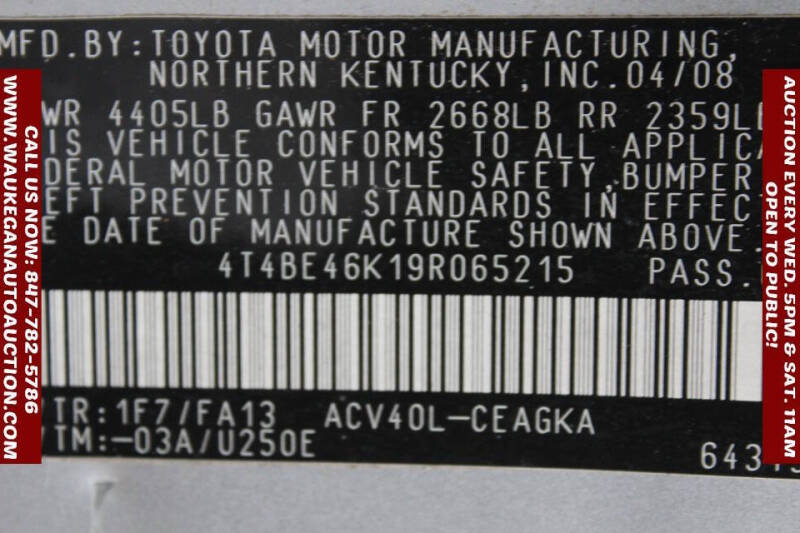 MFD.BY:TOYOTA MOTOR MANUFACTURING,
NORTHERN KENTUCKY,INC.04/08
WR 4405LB GAWR FR 2668LB RR 2359L
IS VEHICLE CONFORMS TO ALL APPLIC
DERAL MOTOR VEHICLE SAFETY,BUMPER
EFT PREVENTION STANDARDS IN EFFEC
E DATE OF MANUFACTURE SHOWN ABOVE.
4T4BE46K19R065215 PASS.
/TR:1F7/FA13 ACV40L-CEAGKA
/TM:-03A/U250E
6431
CALL US NOW: 847-782-5786
WWW.WAUKEGANAUTOAUCTION.COM
AUCTION EVERY WED. 5PM & SAT. 11AM
OPEN TO PUBLIC!